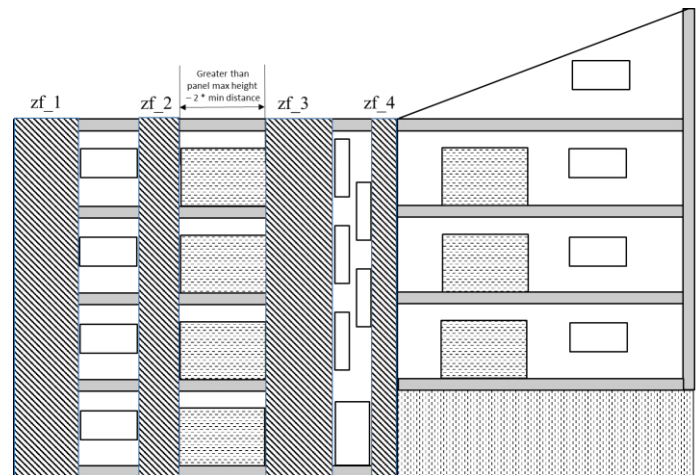 Greater than
panel max height
– 2 * min distance
zf_1
zf_2
zf_3
zf_4